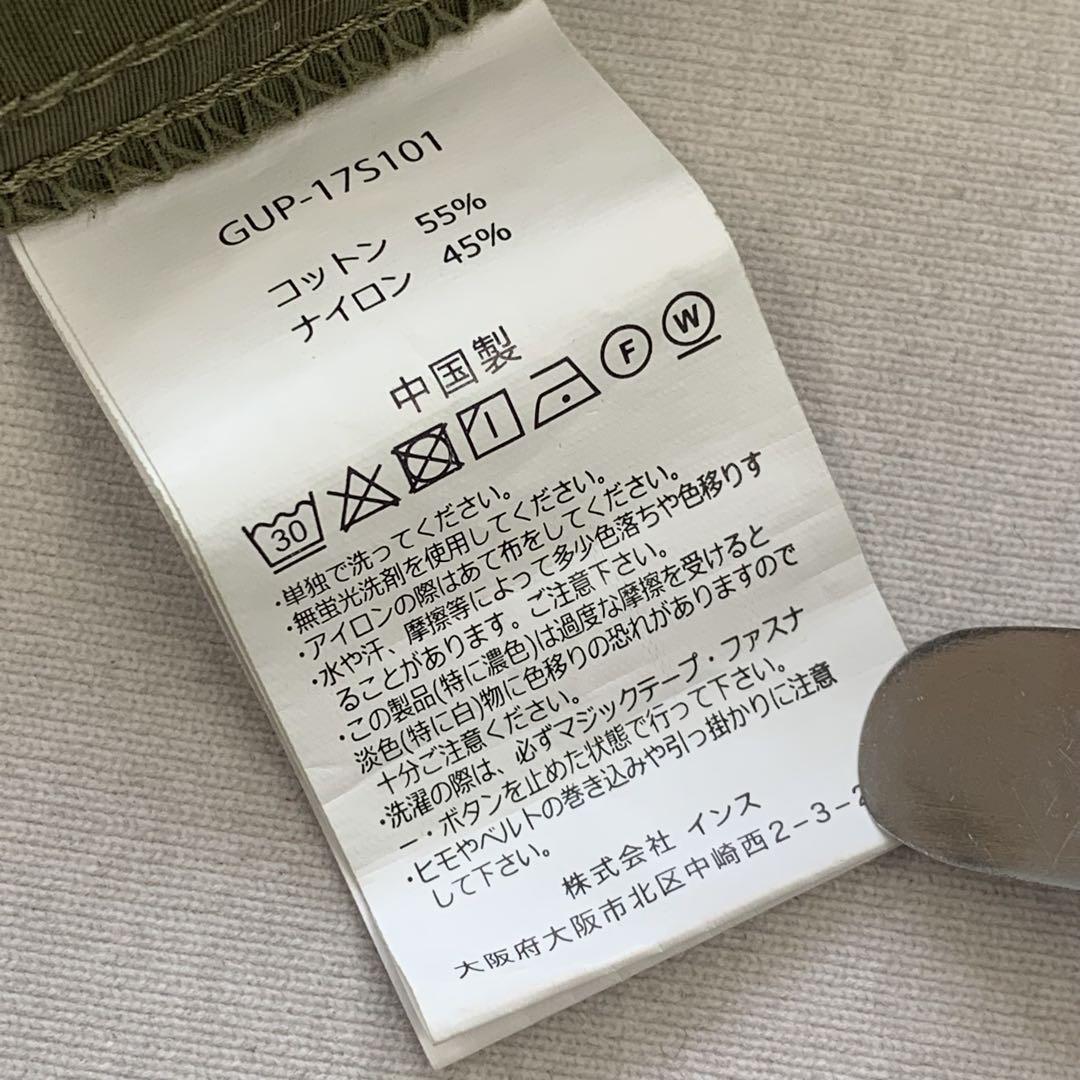 GUP-17S101
コットン 55%
ナイロン 45%
中国製
30 F W
・単独で洗ってください。
・無蛍光洗剤を使用してください。
・アイロンの際はあて布をしてください。
・水や汗、摩擦等によって多少色落ちや色移りす
ることがあります。ご注意下さい。
・この製品(特に濃色)は過度な摩擦を受けると
淡色(特に白)物に色移りの恐れがありますので
十分ご注意ください。
・洗濯の際は、必ずマジックテープ・ファスナ
ー・ボタンを止めた状態で行って下さい。
・ヒモやベルトの巻き込みや引っ掛かりに注意
して下さい。
株式会社 インス
大阪府大阪市北区中崎西2-3-